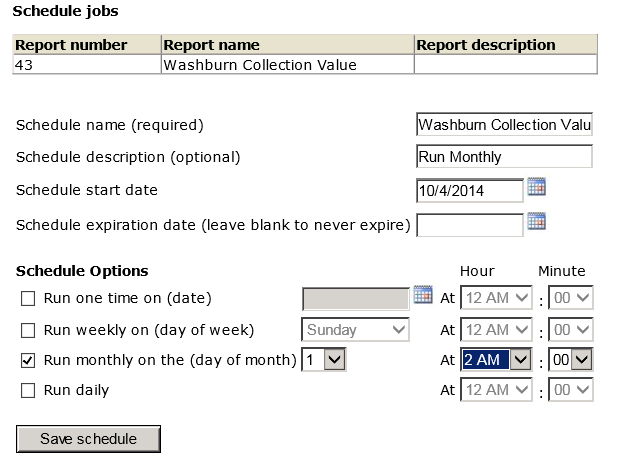 Schedule jobs
Report number Report name Report description
43 Washburn Collection Value
Schedule name (required) Washburn Collection Valu
Schedule description (optional) Run Monthly
Schedule start date 10/4/2014
Schedule expiration date (leave blank to never expire)
Schedule Options Hour Minute
Run one time on (date) At 12 AM : 00
Run weekly on (day of week) Sunday At 12 AM : 00
Run monthly on the (day of month) 1 At 2 AM : 00
Run daily At 12 AM : 00
Save schedule